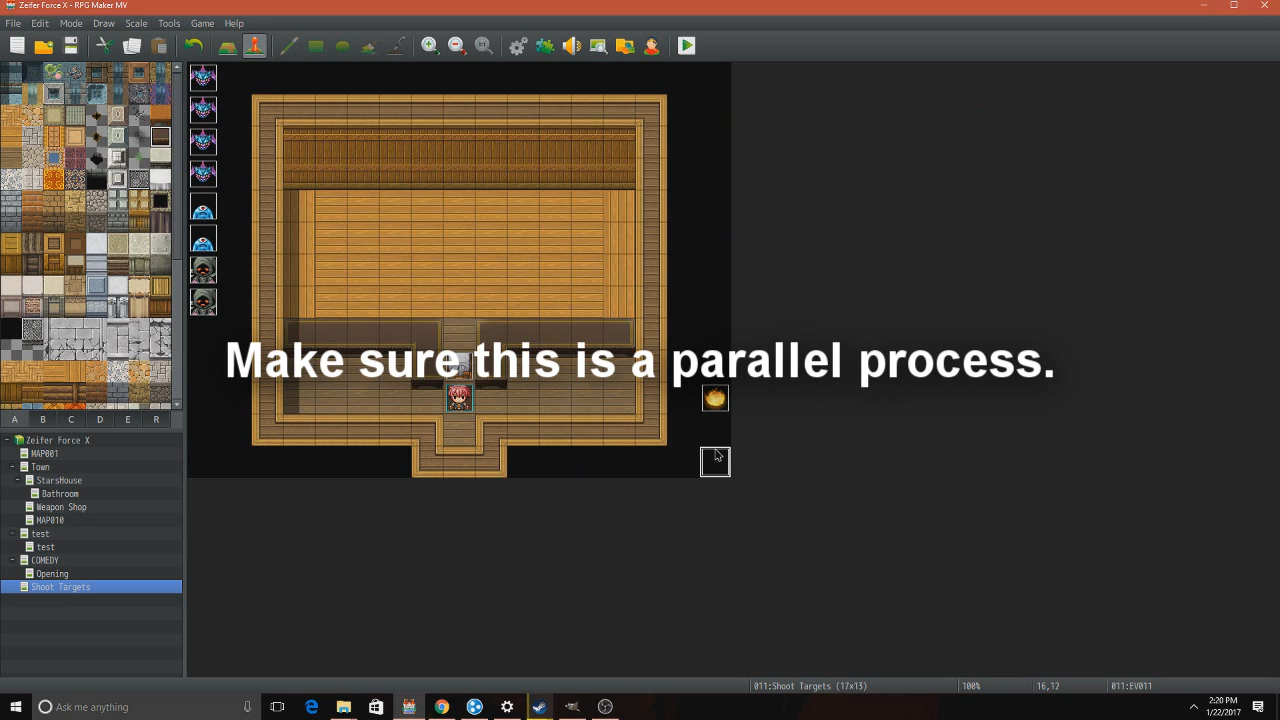 Zeifer Force X - RPG Maker MV
File Edit Mode Draw Scale Tools Game Help
Make sure this is a parallel process.
A B C D E R
Zeifer Force X
MAP001
Town
StarsHouse
Bathroom
Weapon Shop
MAP010
test
test
COMEDY
Opening
Shoot Targets
011:Shoot Targets (17x13) 100% 16,12 011:EV011
Ask me anything
2:20 PM
1/22/2017